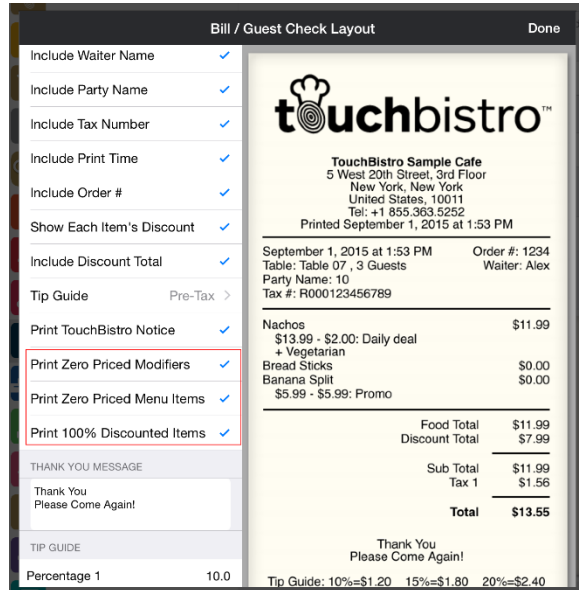 Bill / Guest Check Layout
Done
Include Waiter Name
Include Party Name
Include Tax Number
Include Print Time
Include Order #
Show Each Item's Discount
Include Discount Total
Tip Guide Pre-Tax >
Print TouchBistro Notice
Print Zero Priced Modifiers
Print Zero Priced Menu Items
Print 100% Discounted Items
THANK YOU MESSAGE
Thank You
Please Come Again!
TIP GUIDE
Percentage 1 10.0
touchbistro™
TouchBistro Sample Cafe
5 West 20th Street, 3rd Floor
New York, New York
United States, 10011
Tel: +1 855.363.5252
Printed September 1, 2015 at 1:53 PM
September 1, 2015 at 1:53 PM Order #: 1234
Table: Table 07 , 3 Guests Waiter: Alex
Party Name: 10
Tax #: R000123456789
Nachos $11.99
$13.99 - $2.00: Daily deal
+ Vegetarian
Bread Sticks $0.00
Banana Split $0.00
$5.99 - $5.99: Promo
Food Total $11.99
Discount Total $7.99
Sub Total $11.99
Tax 1 $1.56
Total $13.55
Thank You
Please Come Again!
Tip Guide: 10%=$1.20 15%=$1.80 20%=$2.40